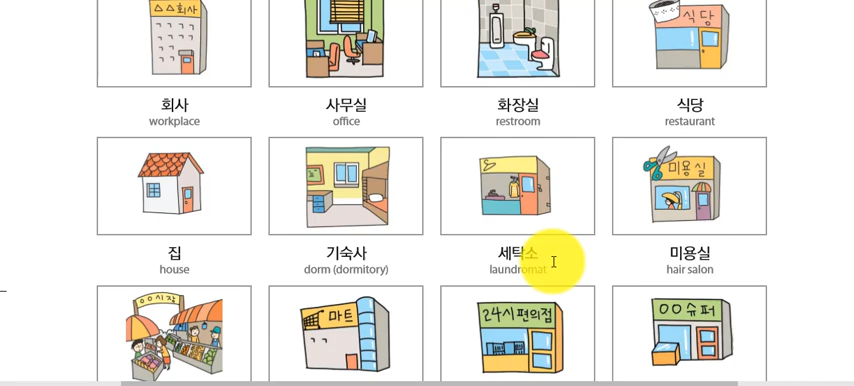 △△회사
식당
회사
사무실
화장실
식당
workplace
office
restroom
restaurant
미용실
집
기숙사
세탁소
미용실
house
dorm (dormitory)
laundromat
hair salon
○○시장
마트
24시편의점
○○슈퍼